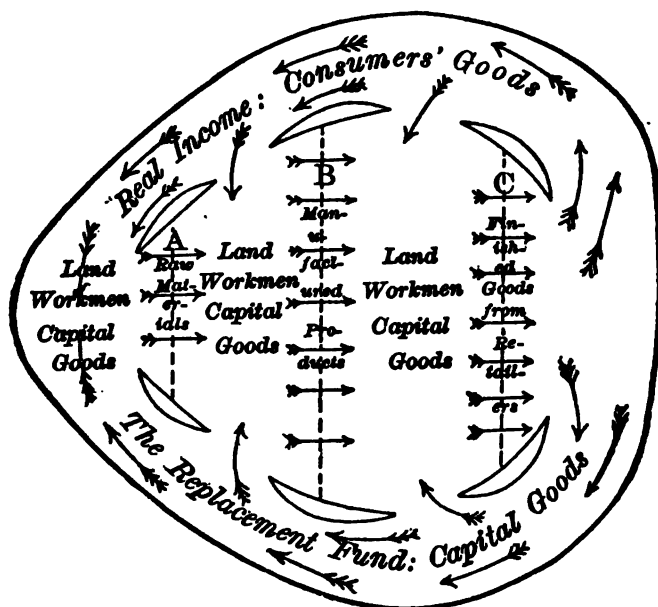 Real Income: Consumers' Goods
A
Raw
Mat-
er-
ials
B
Man-
u-
fact-
ured
Pro-
ducts
C
Fin-
ish-
ed
Goods
from
Re-
tail-
ers
Land
Workmen
Capital
Goods
Land
Workmen
Capital
Goods
Land
Workmen
Capital
Goods
The Replacement Fund: Capital Goods